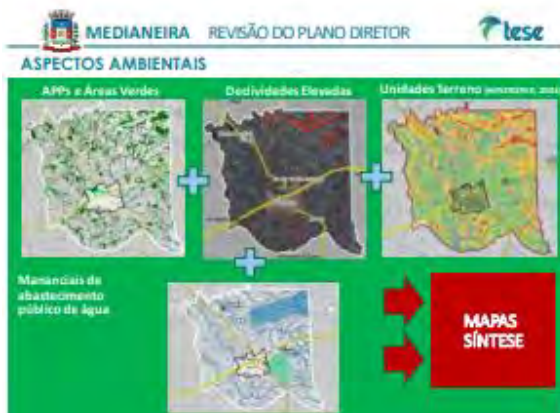 MEDIANEIRA REVISÃO DO PLANO DIRETOR tese
ASPECTOS AMBIENTAIS
APPs e Áreas Verdes
Declividades Elevadas
Unidades Terreno
Mananciais de
abastecimento
público de água
MAPAS
SÍNTESE